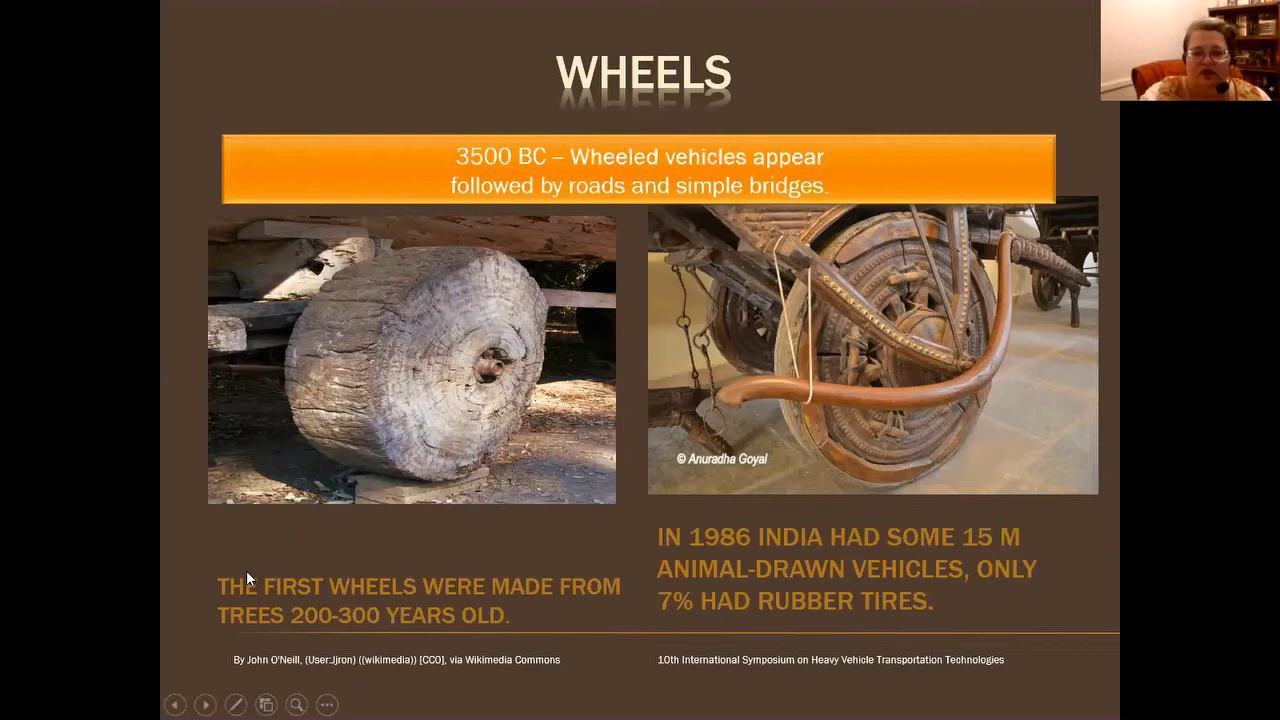 WHEELS
3500 BC – Wheeled vehicles appear
followed by roads and simple bridges.
© Anuradha Goyal
THE FIRST WHEELS WERE MADE FROM
TREES 200-300 YEARS OLD.
IN 1986 INDIA HAD SOME 15 M
ANIMAL-DRAWN VEHICLES, ONLY
7% HAD RUBBER TIRES.
By John O'Neill, (User:Jjron) ((wikimedia)) [CC0], via Wikimedia Commons
10th International Symposium on Heavy Vehicle Transportation Technologies